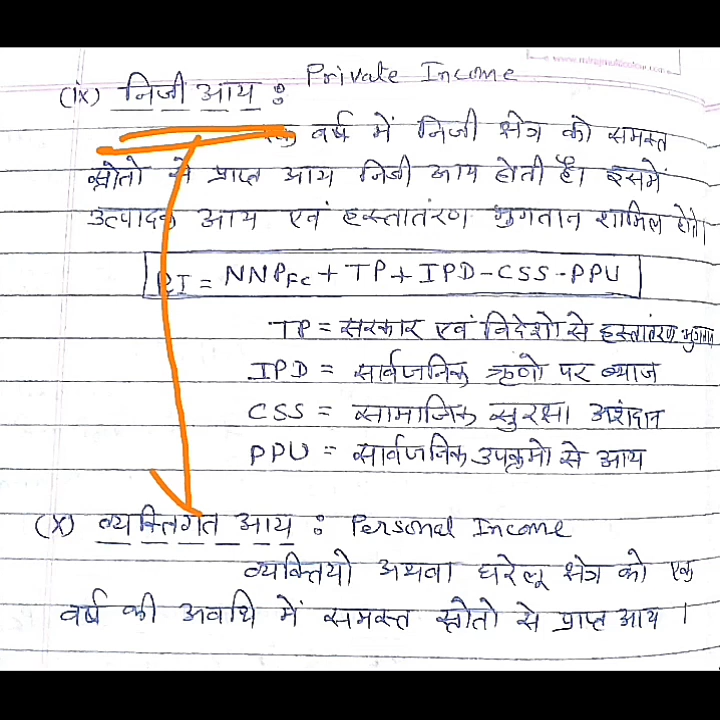 Private Income
(ix) निजी आय :
एक वर्ष में निजी क्षेत्र को समस्त
स्रोतो से प्राप्त आय निजी आय होती है। इसमें
उत्पादक आय एवं हस्तातंरण भुगतान शामिल होते।
PI = NNPFC + TP + IPD - CSS - PPU
TP = सरकार एवं विदेशो से हस्तांतरण भुगतान
IPD = सार्वजनिक ऋणो पर ब्याज
CSS = सामाजिक सुरक्षा अशंदान
PPU = सार्वजनिक उपक्रमो से आय
(x) व्यक्तिगत आय : Personal Income
व्यक्तियो अथवा घरेलू क्षेत्र को एक
वर्ष की अवधि में समस्त स्रोतो से प्राप्त आय ।